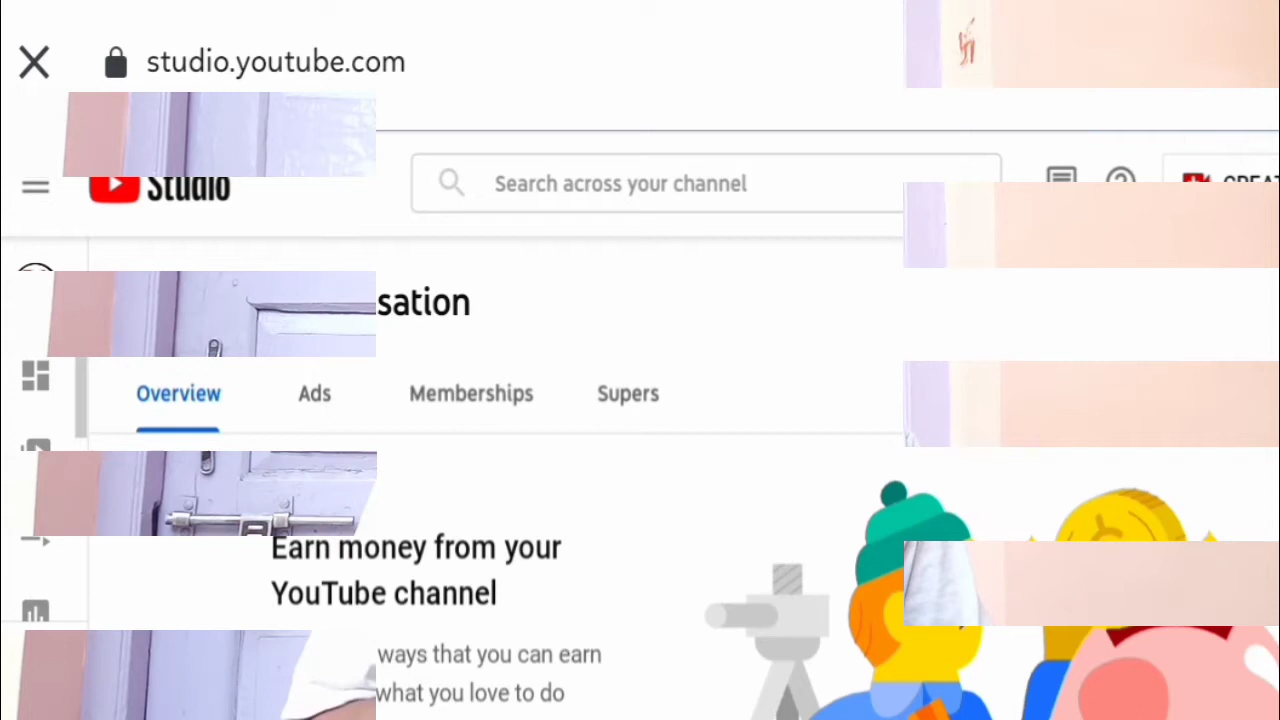 studio.youtube.com
Studio
Search across your channel
sation
Overview Ads Memberships Supers
Earn money from your
YouTube channel
ways that you can earn
what you love to do